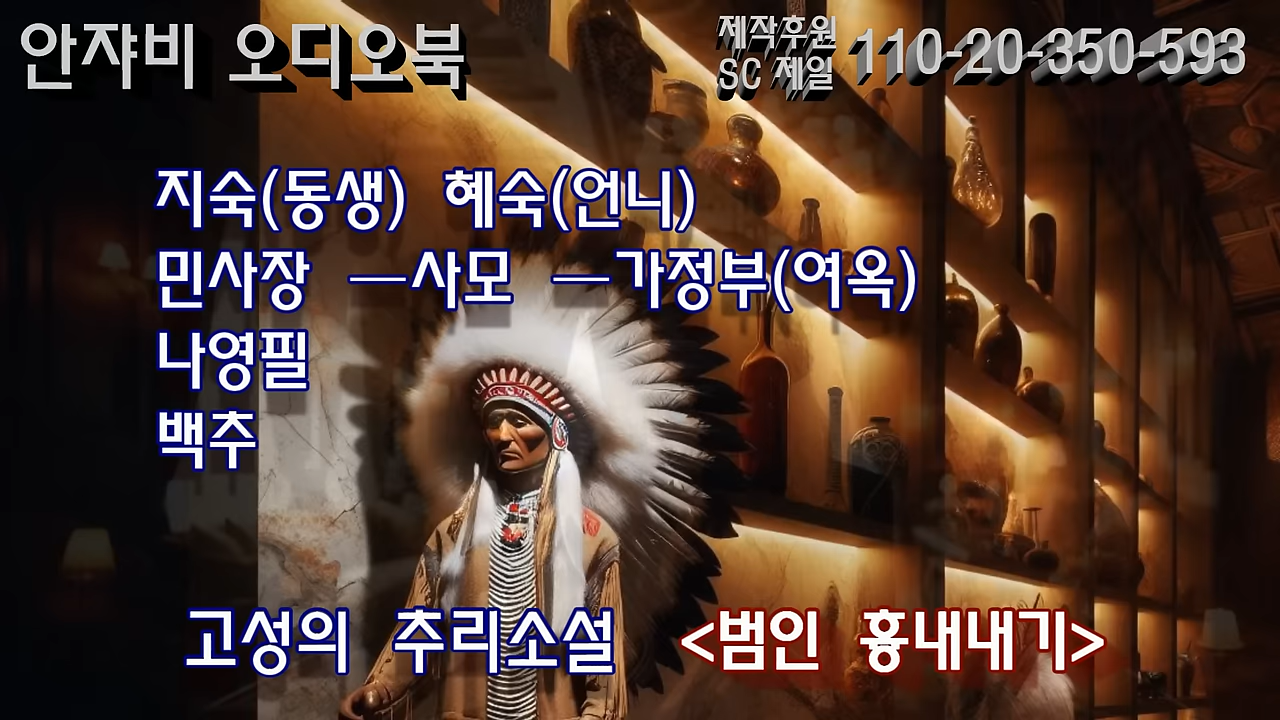 안쟈비 오디오북
제작후원
SC 제일
110-20-350-593
지숙(동생) 혜숙(언니)
민사장 —사모 —가정부(여옥)
나영필
백추
고성의 추리소설 <범인 흉내내기>